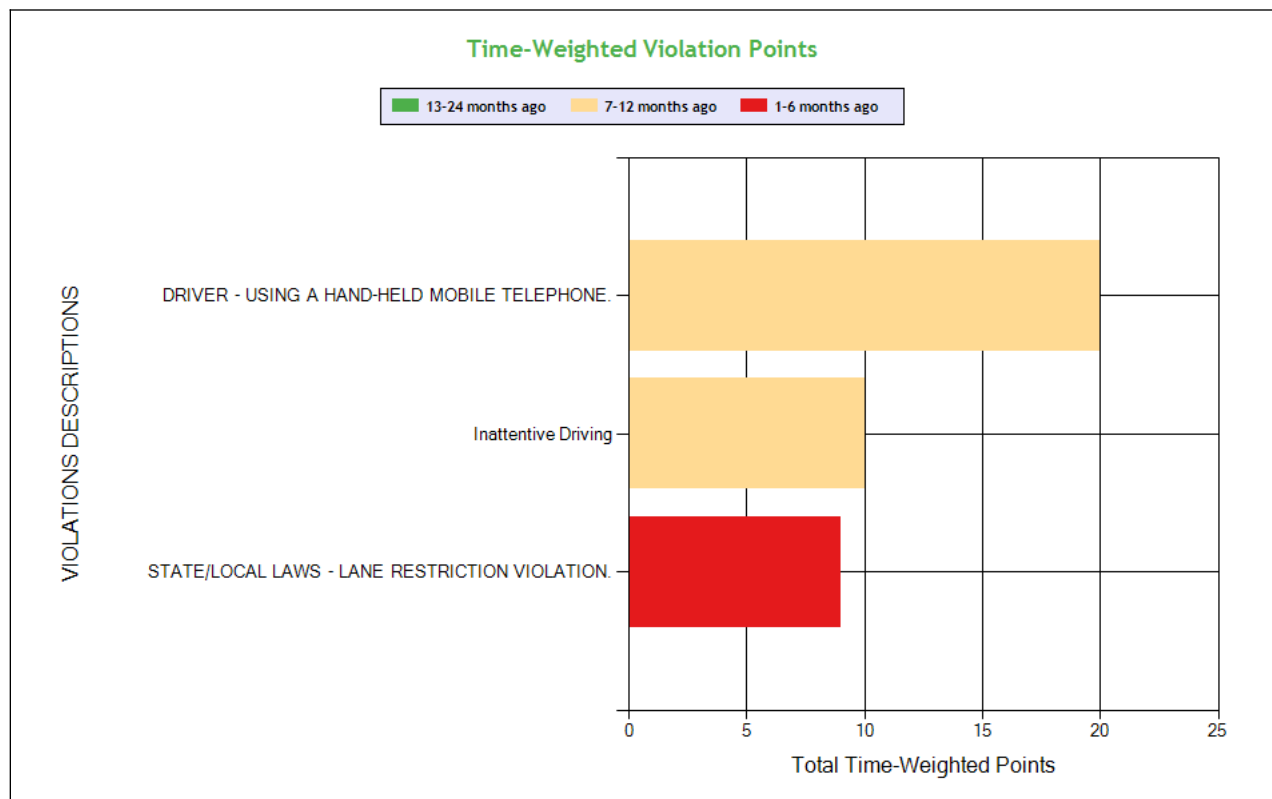 Time-Weighted Violation Points
13-24 months ago 7-12 months ago 1-6 months ago
VIOLATIONS DESCRIPTIONS
DRIVER - USING A HAND-HELD MOBILE TELEPHONE.
Inattentive Driving
STATE/LOCAL LAWS - LANE RESTRICTION VIOLATION.
0 5 10 15 20 25
Total Time-Weighted Points